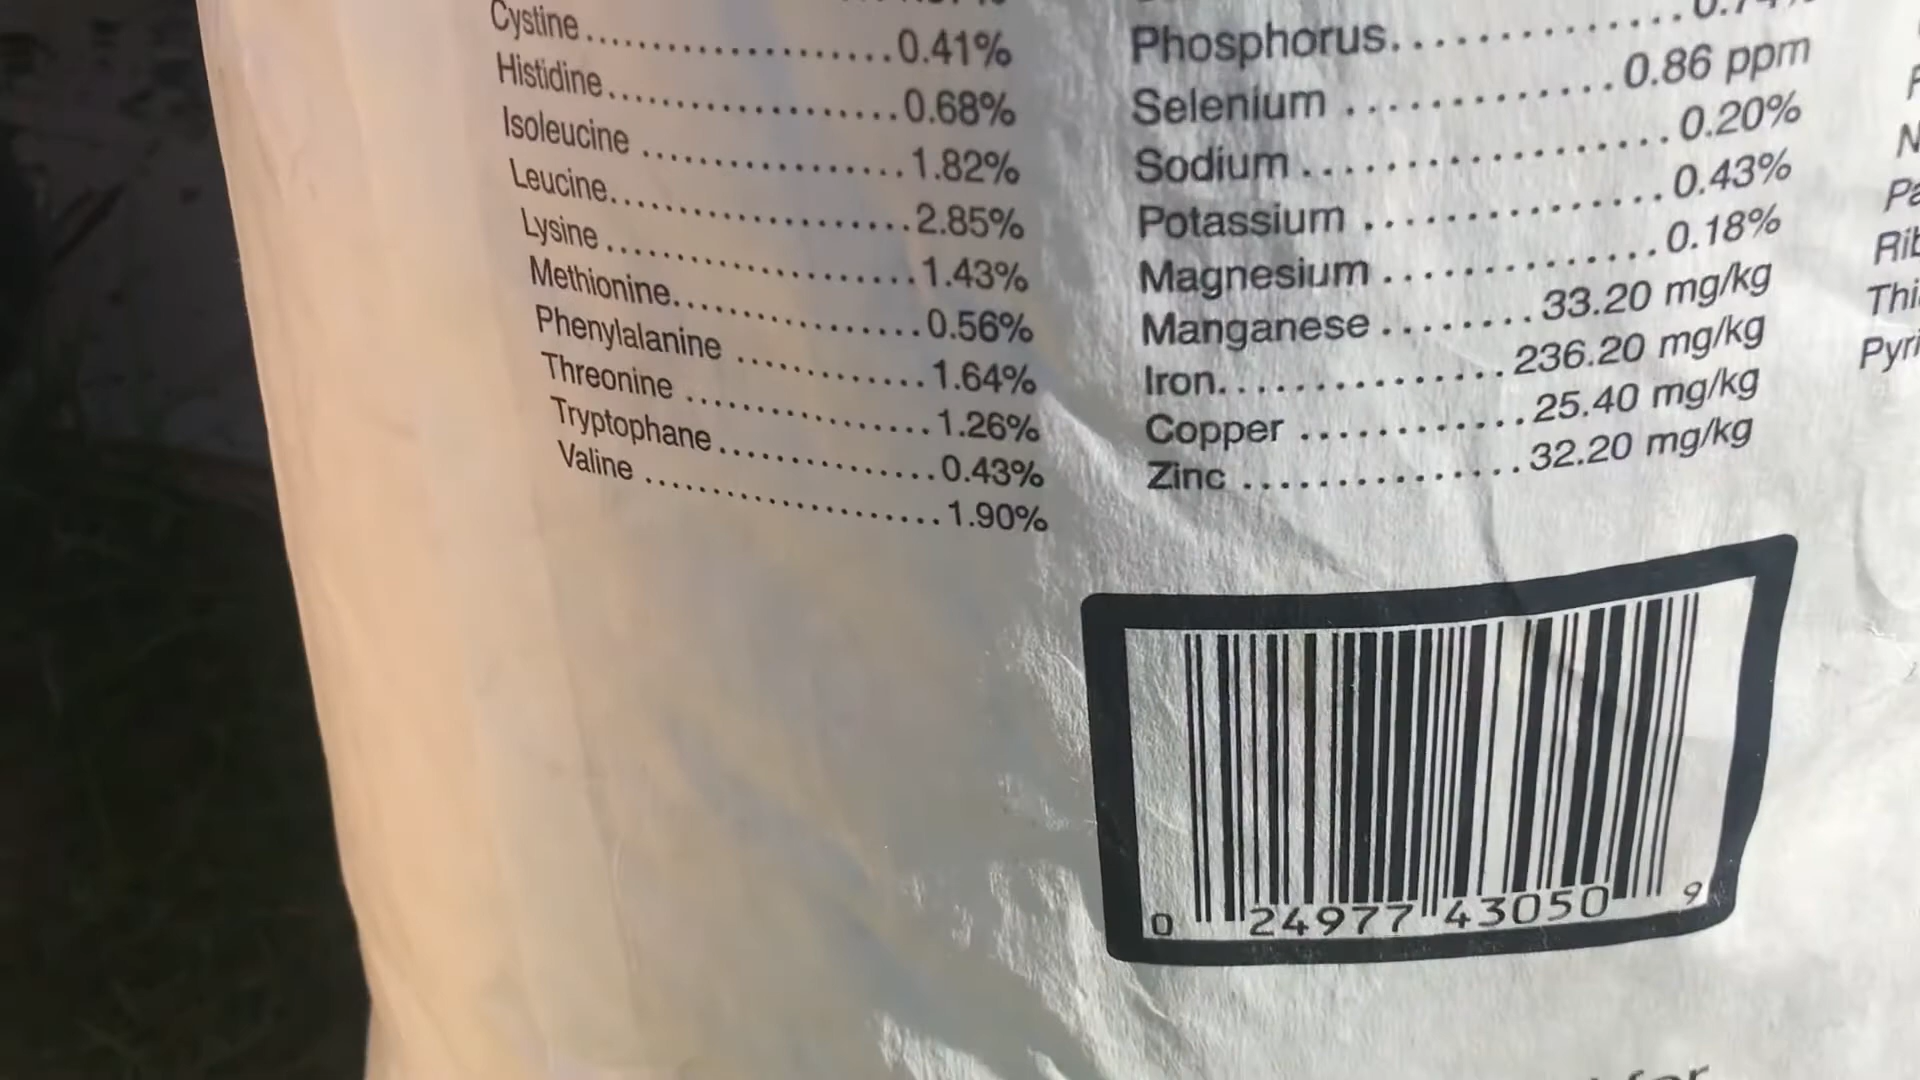 Cystine....................0.41%
Histidine....................0.68%
Isoleucine ..................1.82%
Leucine.....................2.85%
Lysine.....................1.43%
Methionine.................0.56%
Phenylalanine .............1.64%
Threonine .................1.26%
Tryptophane...............0.43%
Valine .....................1.90%
Phosphorus
Selenium ..............0.86 ppm
Sodium...................0.20%
Potassium ................0.43%
Magnesium ...............0.18%
Manganese ........33.20 mg/kg
Iron...............236.20 mg/kg
Copper ............25.40 mg/kg
Zinc ...............32.20 mg/kg
0 24977 43050 9